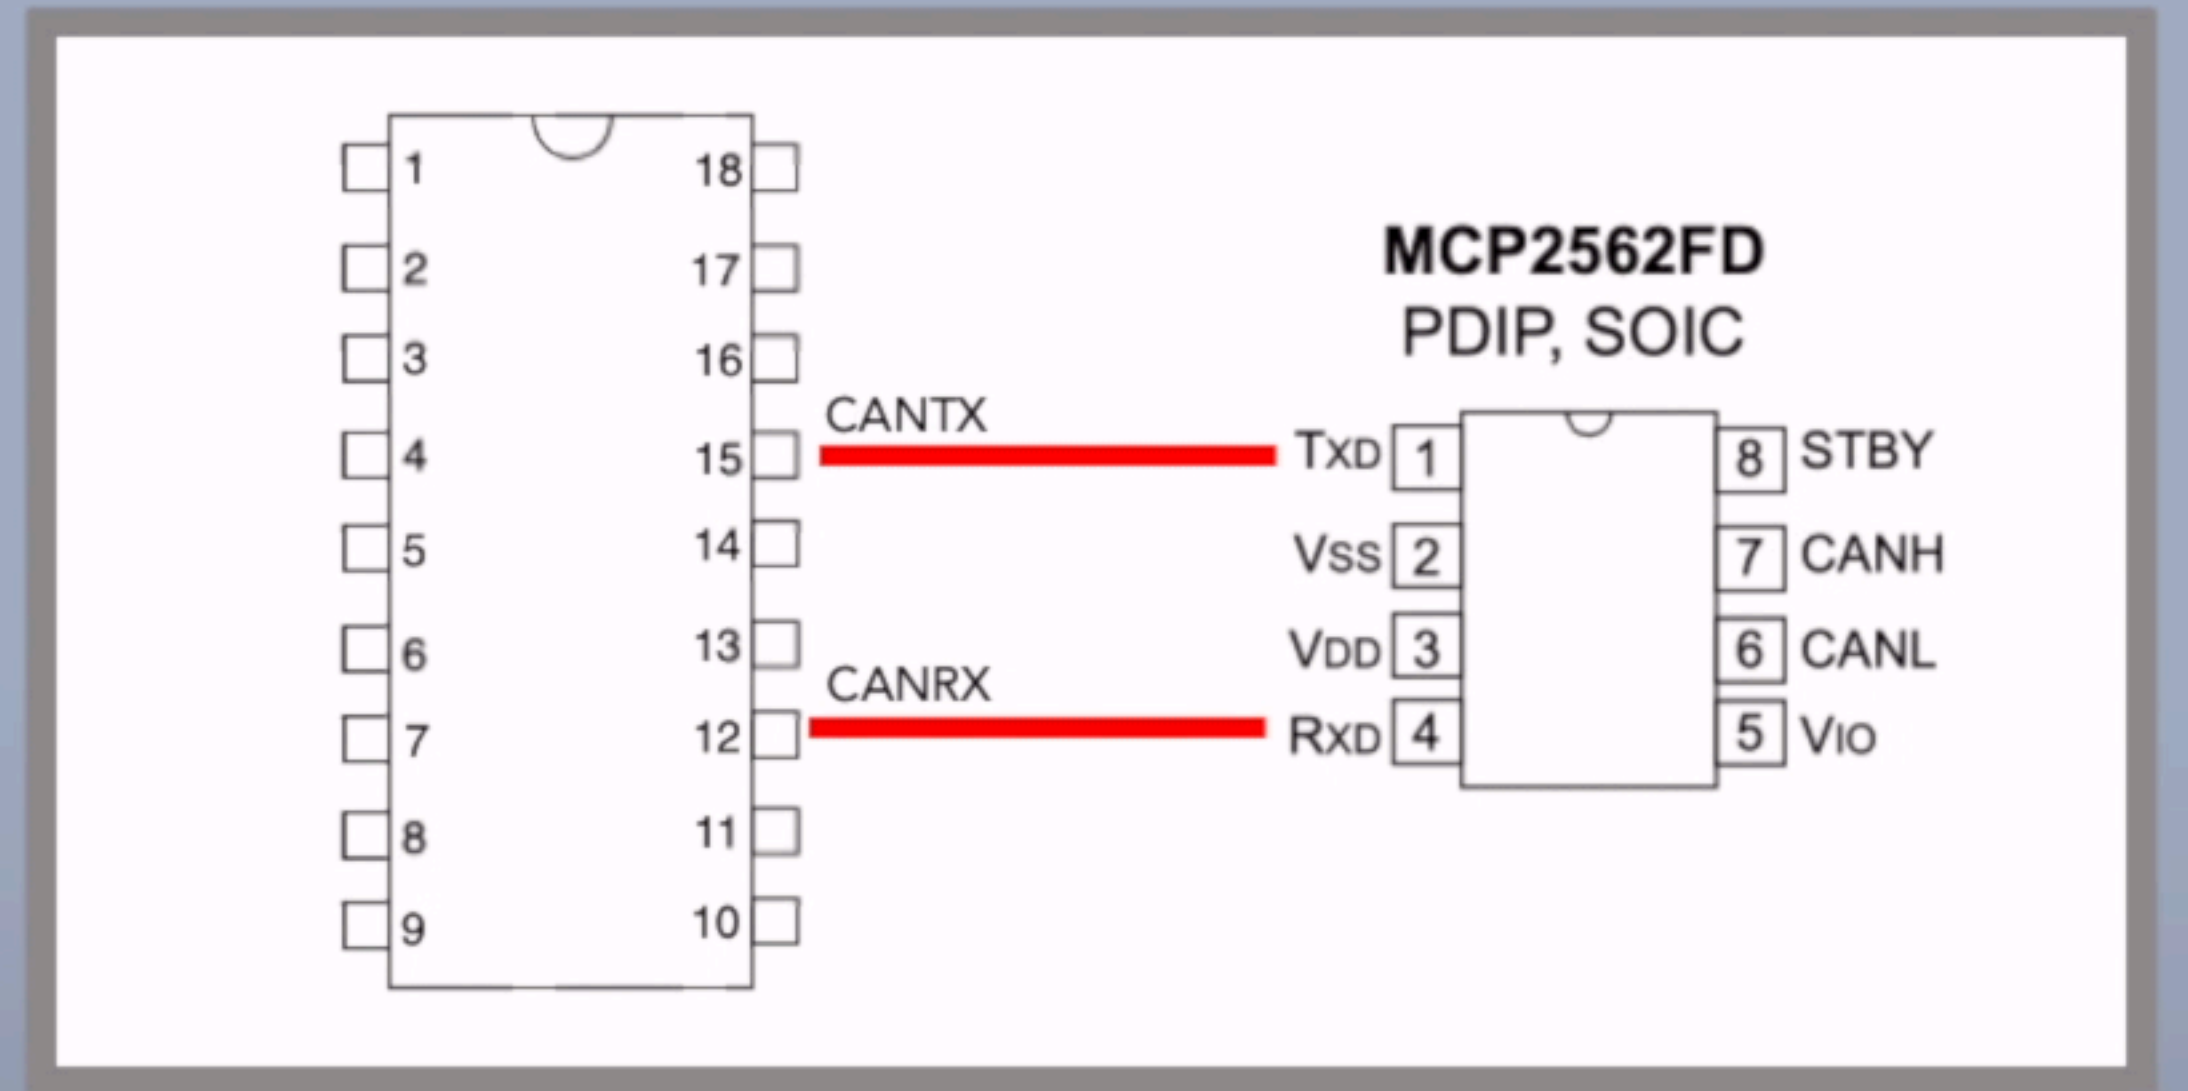 1 18
2 17
3 16
4 15
5 14
6 13
7 12
8 11
9 10
CANTX
CANRX
MCP2562FD
PDIP, SOIC
TXD 1 8 STBY
VSS 2 7 CANH
VDD 3 6 CANL
RXD 4 5 VIO